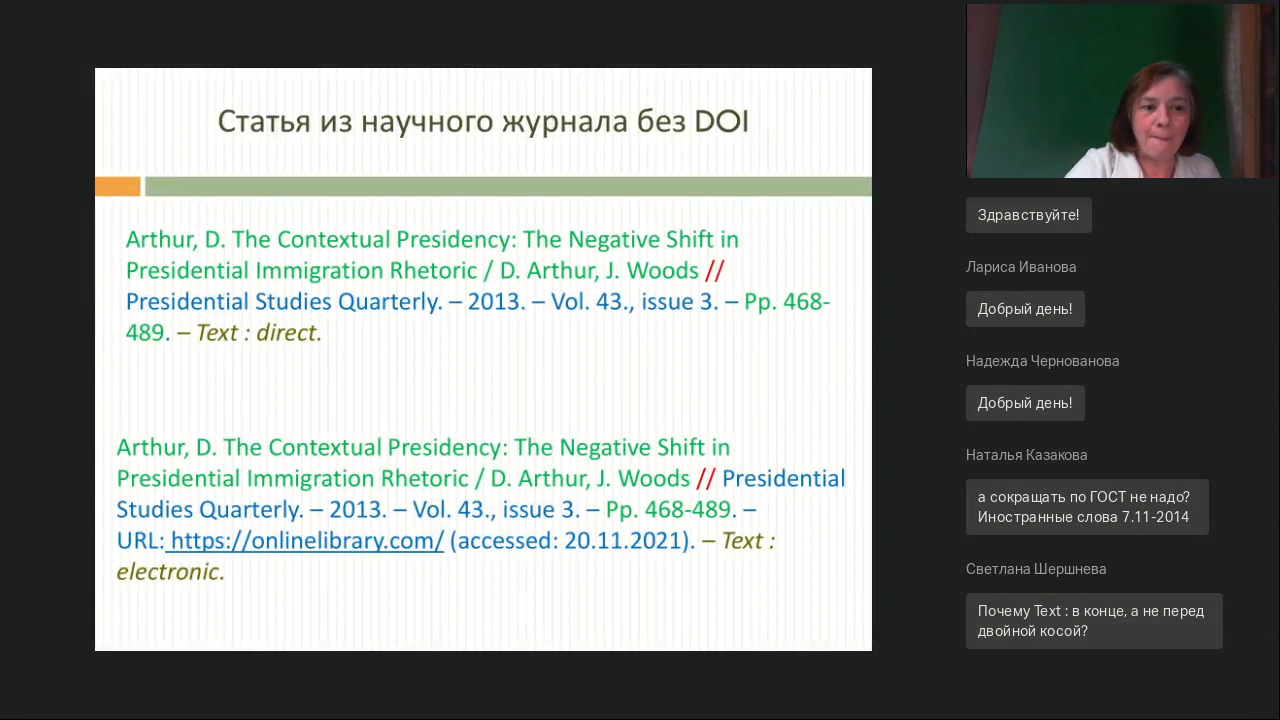 Статья из научного журнала без DOI
Arthur, D. The Contextual Presidency: The Negative Shift in
Presidential Immigration Rhetoric / D. Arthur, J. Woods //
Presidential Studies Quarterly. – 2013. – Vol. 43., issue 3. – Pp. 468-
489. – Text : direct.
Arthur, D. The Contextual Presidency: The Negative Shift in
Presidential Immigration Rhetoric / D. Arthur, J. Woods // Presidential
Studies Quarterly. – 2013. – Vol. 43., issue 3. – Pp. 468-489. –
URL: https://onlinelibrary.com/ (accessed: 20.11.2021). – Text :
electronic.
Здравствуйте!
Лариса Иванова
Добрый день!
Надежда Чернованова
Добрый день!
Наталья Казакова
а сокращать по ГОСТ не надо?
Иностранные слова 7.11-2014
Светлана Шершнева
Почему Text : в конце, а не перед
двойной косой?